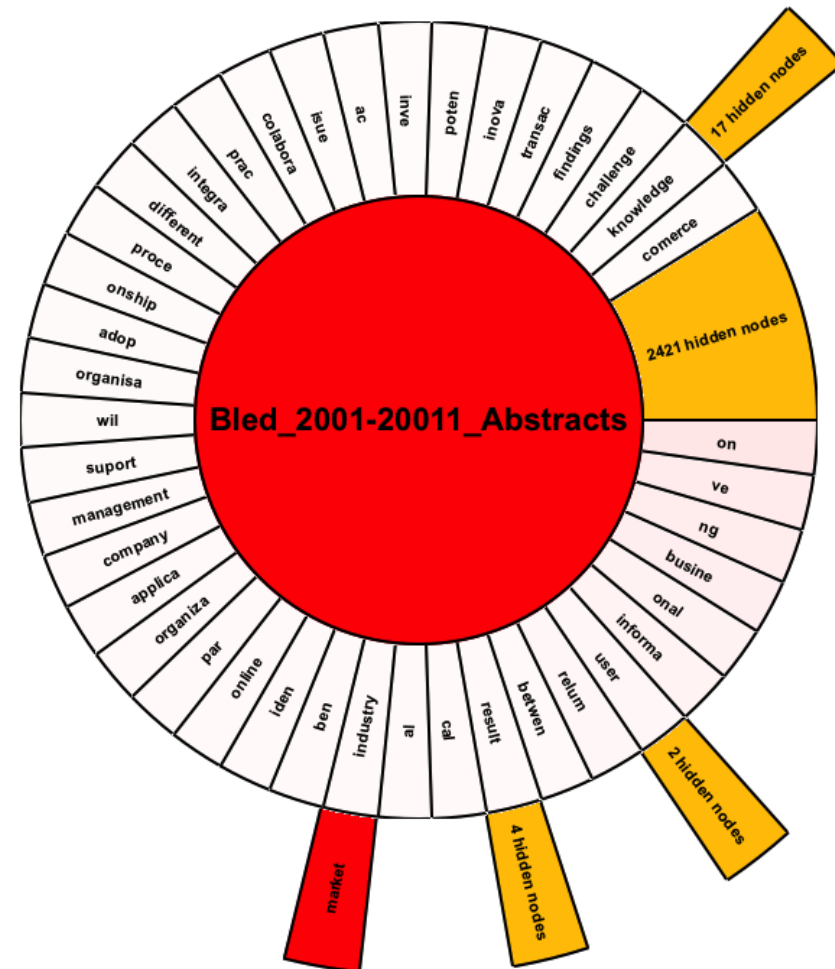 Bled_2001-20011_Abstracts
on
ve
ng
busine
onal
informa
user
relum
betwen
result
cal
al
industry
ben
iden
online
par
organiza
applica
company
management
suport
wil
organisa
adop
onship
proce
different
integra
prac
colabora
isue
ac
inve
poten
inova
transac
findings
challenge
knowledge
comerce
2421 hidden nodes
17 hidden nodes
2 hidden nodes
4 hidden nodes
market